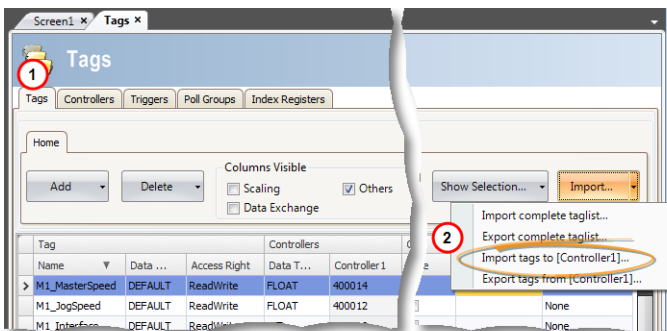 Screen1 × Tags ×
Tags
1
Tags Controllers Triggers Poll Groups Index Registers
Home
Columns Visible
Add Delete Scaling Others Show Selection... Import...
Data Exchange
Import complete taglist...
2 Export complete taglist...
Tag Controllers
Import tags to [Controller1]...
Name Data ... Access Right Data T... Controller1
Export tags from [Controller1]...
M1_MasterSpeed DEFAULT ReadWrite FLOAT 400014
M1_JogSpeed DEFAULT ReadWrite FLOAT 400012 None
M1_Interface DEFAULT ReadWrite None